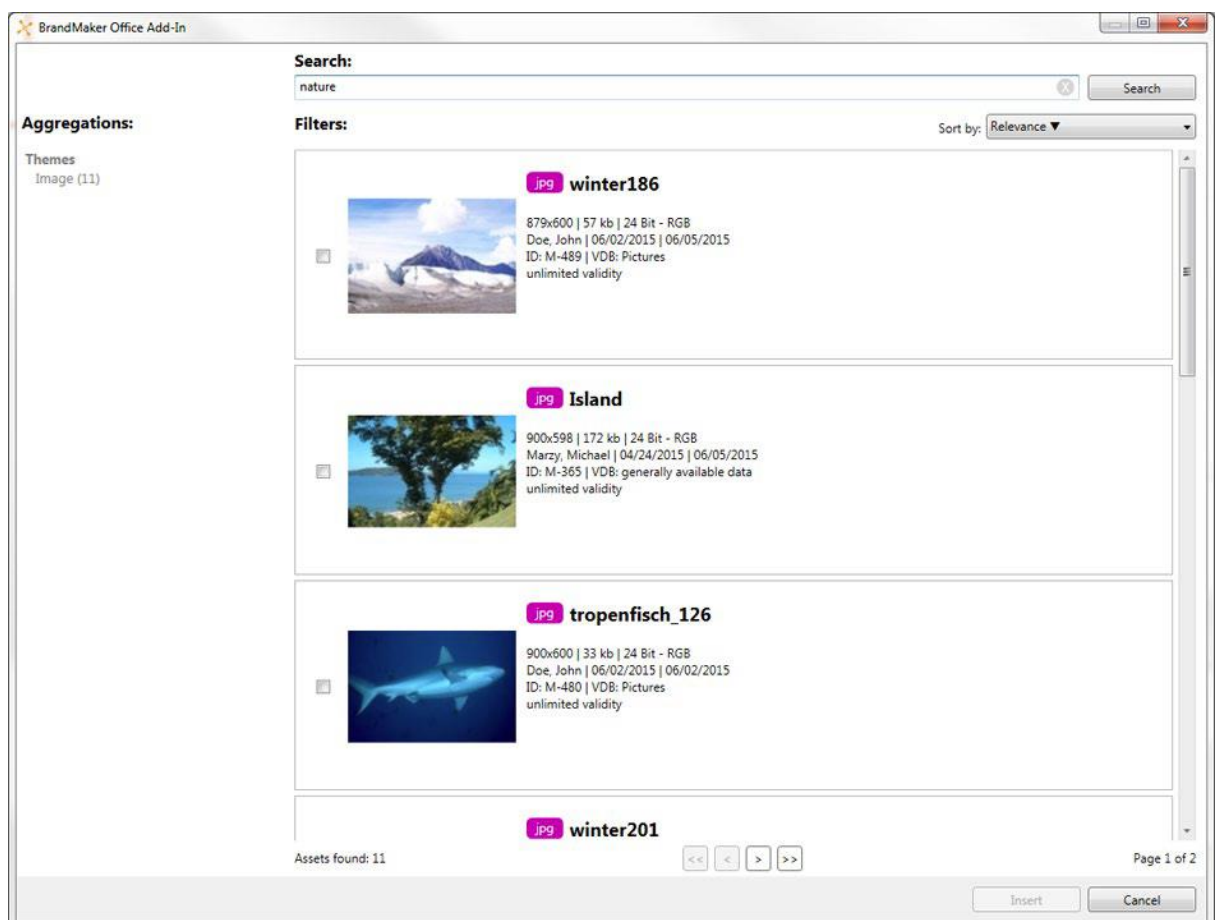 BrandMaker Office Add-In
Search:
nature
Search
Aggregations:
Filters:
Sort by: Relevance ▼
Themes
Image (11)
jpg winter186
879x600 | 57 kb | 24 Bit - RGB
Doe, John | 06/02/2015 | 06/05/2015
ID: M-489 | VDB: Pictures
unlimited validity
jpg Island
900x598 | 172 kb | 24 Bit - RGB
Marzy, Michael | 04/24/2015 | 06/05/2015
ID: M-365 | VDB: generally available data
unlimited validity
jpg tropenfisch_126
900x600 | 33 kb | 24 Bit - RGB
Doe, John | 06/02/2015 | 06/02/2015
ID: M-480 | VDB: Pictures
unlimited validity
jpg winter201
Assets found: 11
<< < > >>
Page 1 of 2
Insert
Cancel